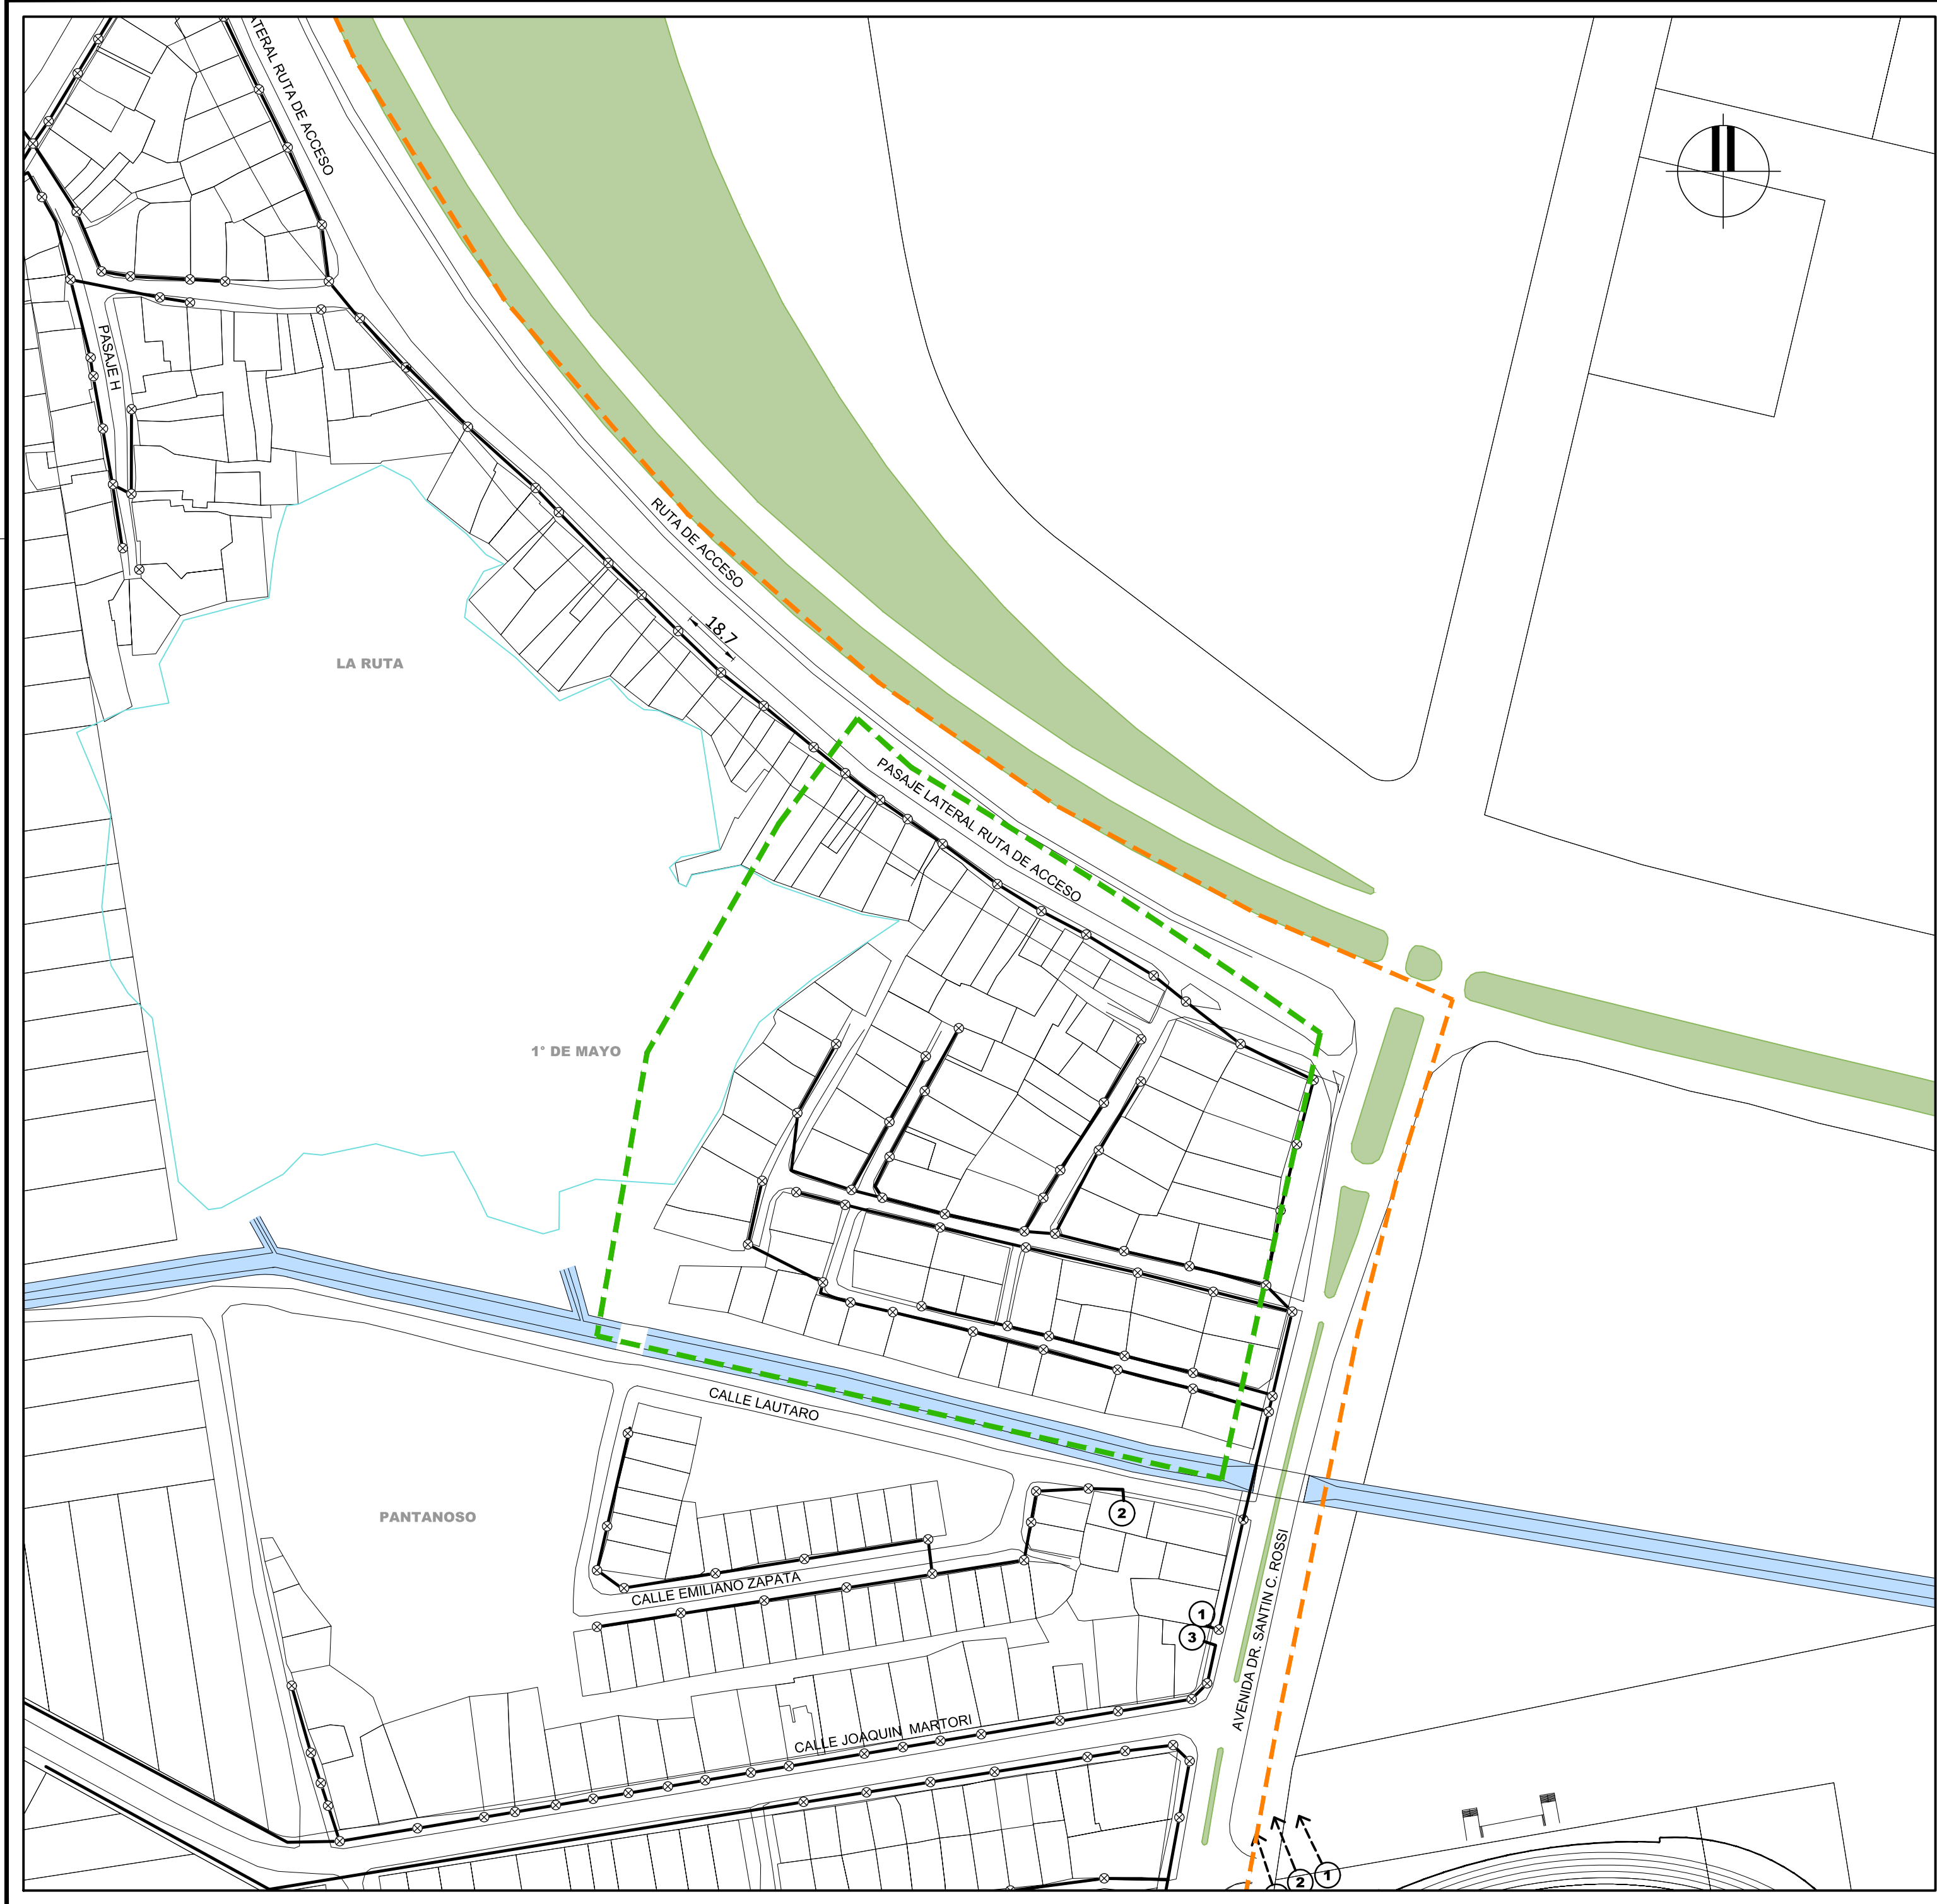 LATERAL RUTA DE ACCESO
PASAJE H
RUTA DE ACCESO
18.7
LA RUTA
PASAJE LATERAL RUTA DE ACCESO
1° DE MAYO
CALLE LAUTARO
PANTANOSO
2
CALLE EMILIANO ZAPATA
1
3
AVENIDA DR. SANTIN C. ROSSI
CALLE JOAQUIN MARTORI
2
1